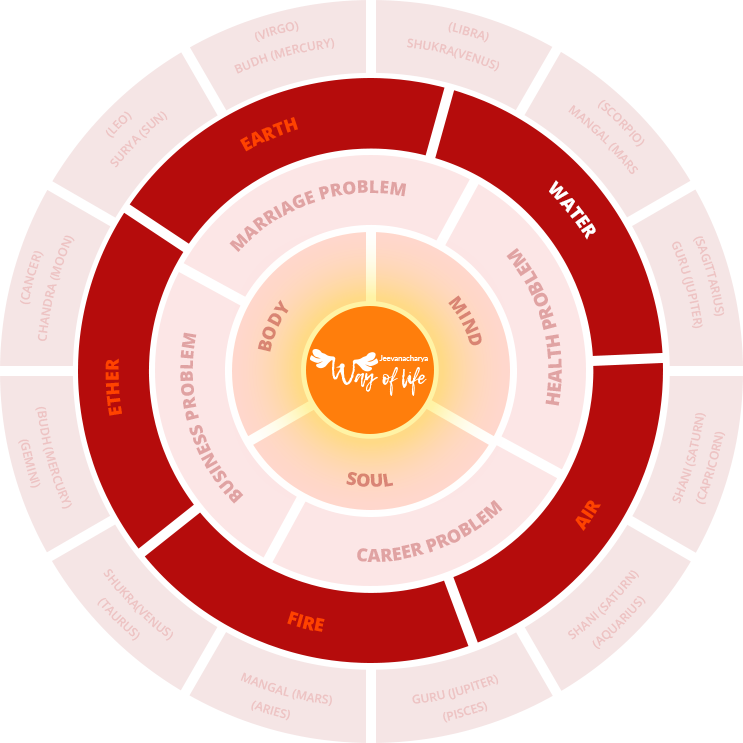 (VIRGO)
BUDH (MERCURY)
(LIBRA)
SHUKRA(VENUS)
(SCORPIO)
MANGAL (MARS
(SAGITTARIUS)
GURU (JUPITER)
SHANI (SATURN)
(CAPRICORN)
SHANI (SATURN)
(AQUARIUS)
GURU (JUPITER)
(PISCES)
MANGAL (MARS)
(ARIES)
SHUKRA(VENUS)
(TAURUS)
(BUDH (MERCURY)
(GEMINI)
(CANCER)
CHANDRA (MOON)
(LEO)
SURYA (SUN)
EARTH
WATER
AIR
FIRE
ETHER
MARRIAGE PROBLEM
HEALTH PROBLEM
CAREER PROBLEM
BUSINESS PROBLEM
BODY
MIND
SOUL
Jeevanacharya
Way of life